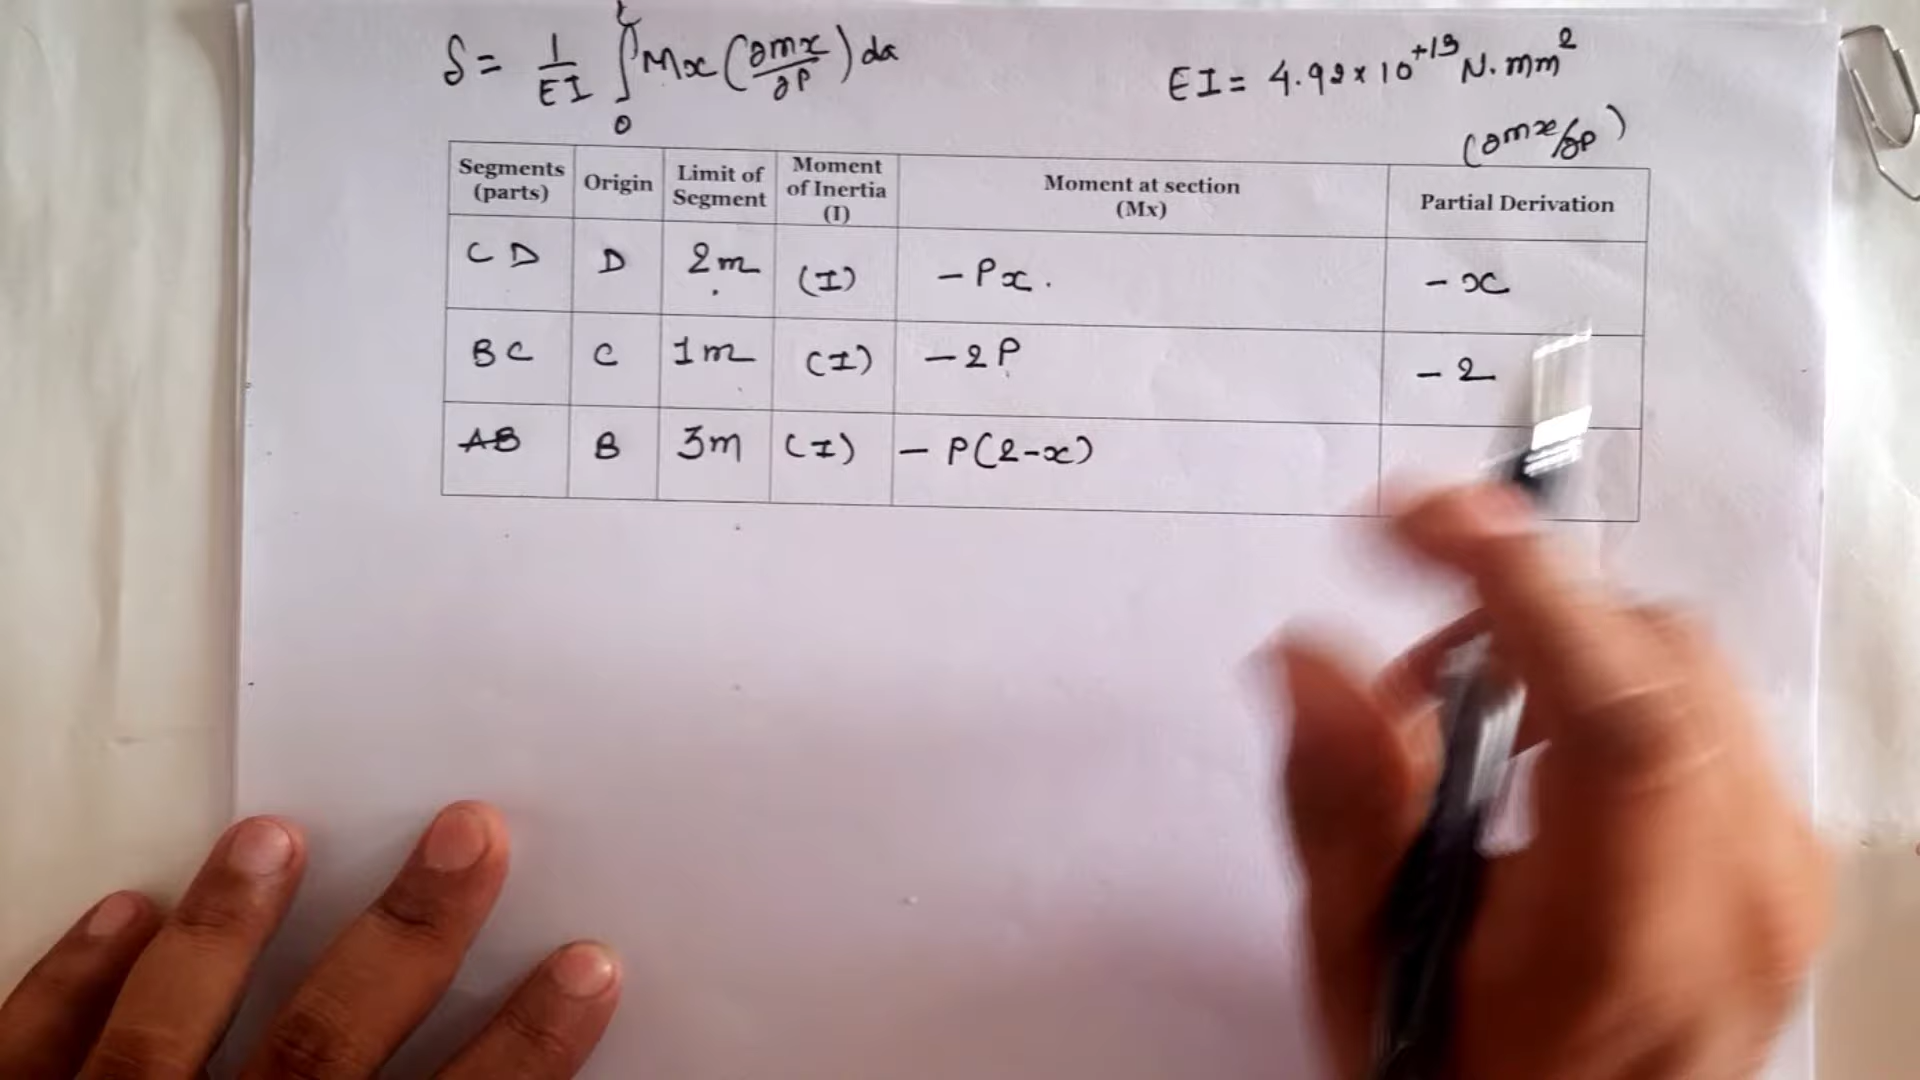 δ = 1/EI ∫₀ᴸ Mx (∂mx/∂P) dx
EI = 4.92 x 10⁺¹³ N.mm²
(∂mx/∂P)
Segments (parts) Origin Limit of Segment Moment of Inertia (I) Moment at section (Mx) Partial Derivation
CD D 2m (I) -Px. -x
BC C 1m (I) -2P -2
AB B 3m (I) -P(2-x)